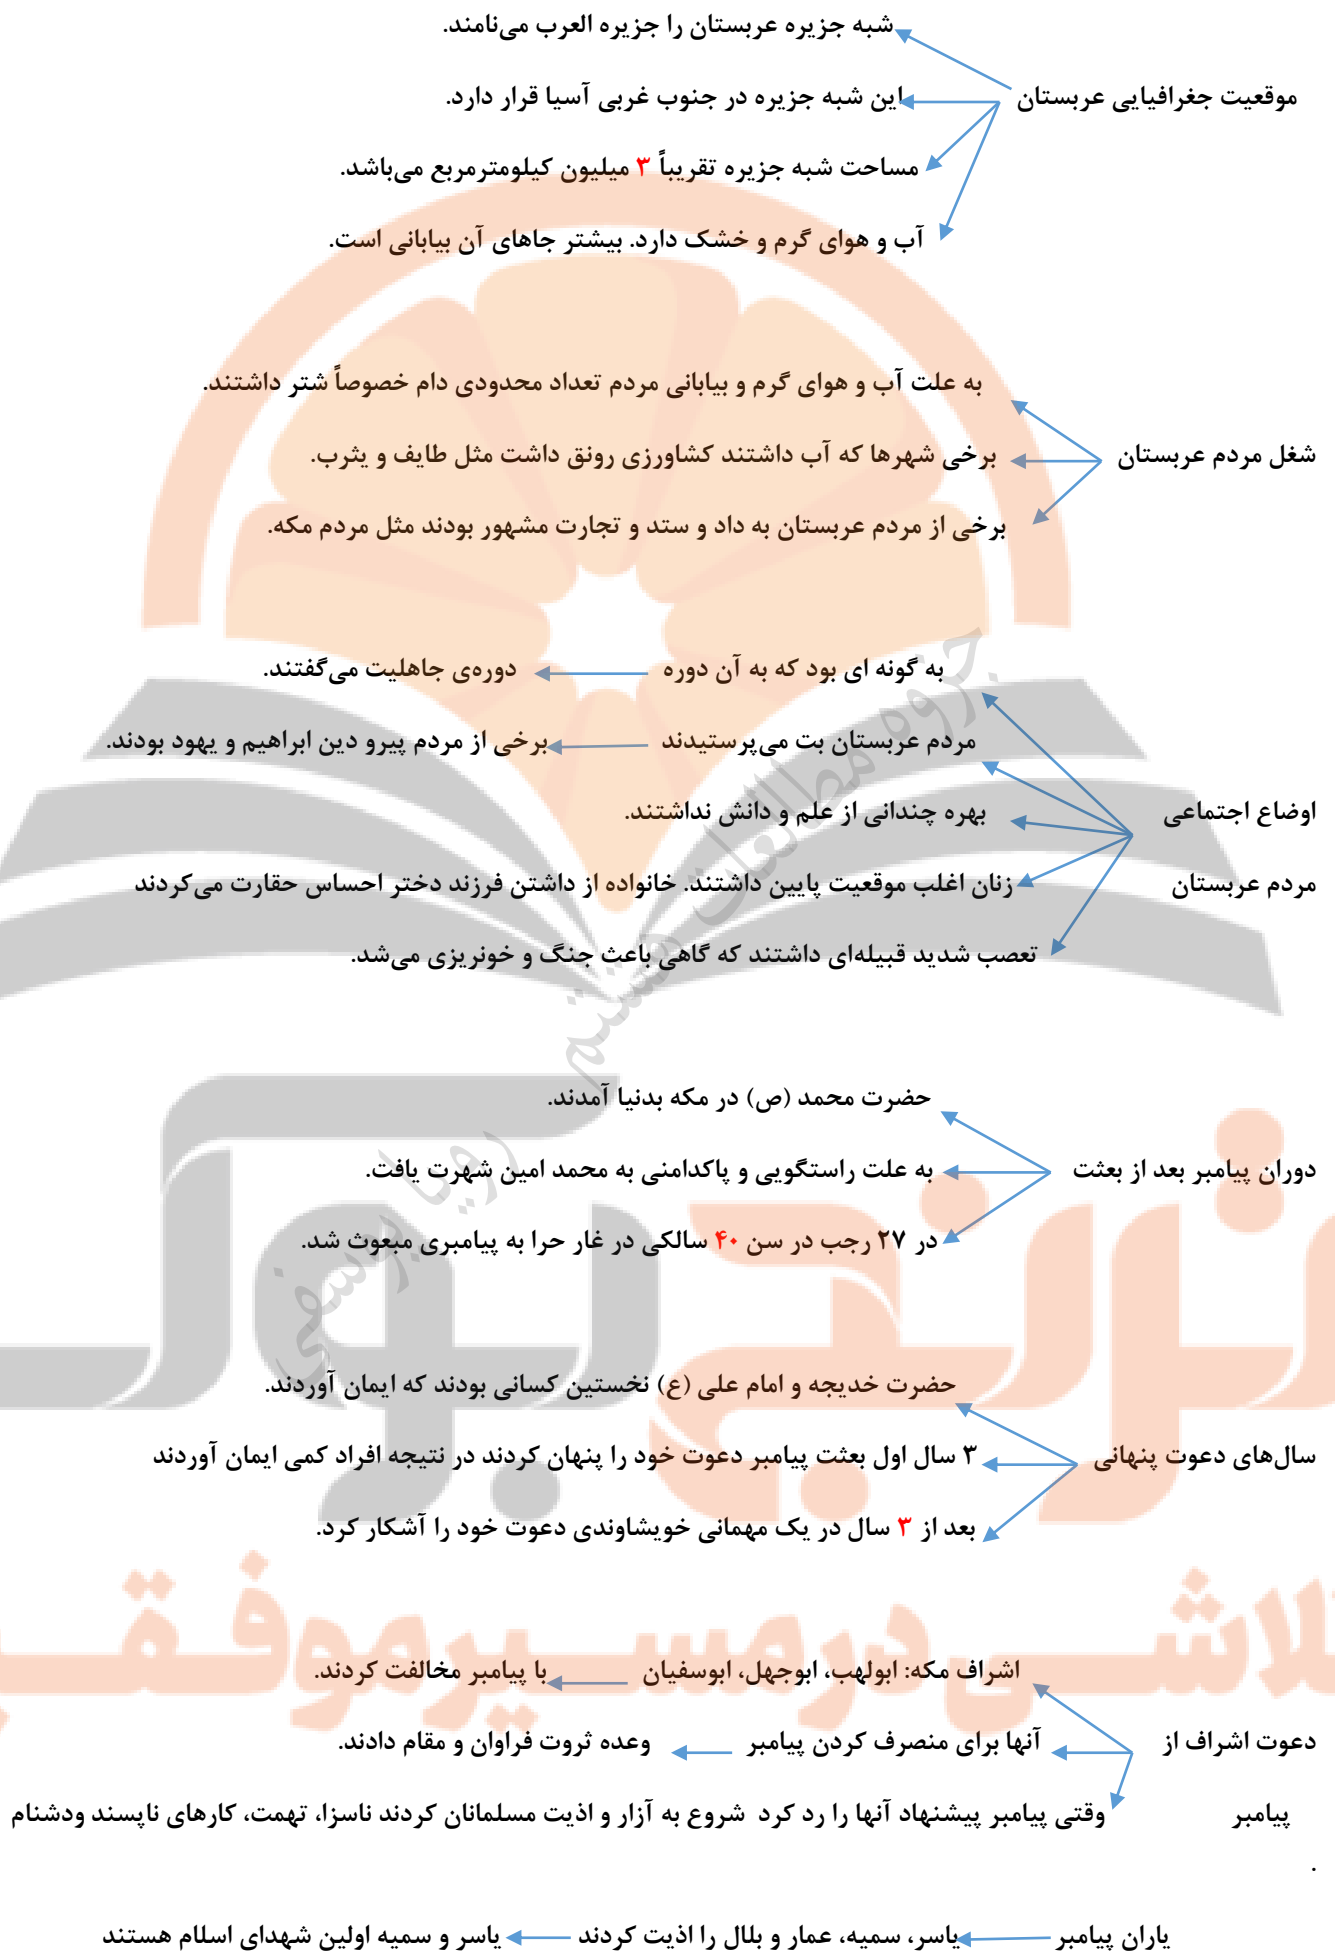 شبه جزیره عربستان را جزیره العرب می‌نامند.
موقعیت جغرافیایی عربستان این شبه جزیره در جنوب غربی آسیا قرار دارد.
مساحت شبه جزیره تقریباً ۳ میلیون کیلومترمربع می‌باشد.
آب و هوای گرم و خشک دارد. بیشتر جاهای آن بیابانی است.
به علت آب و هوای گرم و بیابانی مردم تعداد محدودی دام خصوصاً شتر داشتند.
شغل مردم عربستان برخی شهرها که آب داشتند کشاورزی رونق داشت مثل طایف و یثرب.
برخی از مردم عربستان به داد و ستد و تجارت مشهور بودند مثل مردم مکه.
به گونه ای بود که به آن دوره دوره‌ی جاهلیت می‌گفتند.
مردم عربستان بت می‌پرستیدند برخی از مردم پیرو دین ابراهیم و یهود بودند.
اوضاع اجتماعی بهره چندانی از علم و دانش نداشتند.
مردم عربستان زنان اغلب موقعیت پایین داشتند. خانواده از داشتن فرزند دختر احساس حقارت می‌کردند
تعصب شدید قبیله‌ای داشتند که گاهی باعث جنگ و خونریزی می‌شد.
حضرت محمد (ص) در مکه بدنیا آمدند.
دوران پیامبر بعد از بعثت به علت راستگویی و پاکدامنی به محمد امین شهرت یافت.
در ۲۷ رجب در سن ۴۰ سالکی در غار حرا به پیامبری مبعوث شد.
حضرت خدیجه و امام علی (ع) نخستین کسانی بودند که ایمان آوردند.
سال‌های دعوت پنهانی ۳ سال اول بعثت پیامبر دعوت خود را پنهان کردند در نتیجه افراد کمی ایمان آوردند
بعد از ۳ سال در یک مهمانی خویشاوندی دعوت خود را آشکار کرد.
اشراف مکه: ابولهب، ابوجهل، ابوسفیان با پیامبر مخالفت کردند.
دعوت اشراف از آنها برای منصرف کردن پیامبر وعده ثروت فراوان و مقام دادند.
پیامبر وقتی پیامبر پیشنهاد آنها را رد کرد شروع به آزار و اذیت مسلمانان کردند ناسزا، تهمت، کارهای ناپسند ودشنام
.
یاران پیامبر یاسر، سمیه، عمار و بلال را اذیت کردند یاسر و سمیه اولین شهدای اسلام هستند
جزوه مطالعات هشتم رویا یوسفی
ترنج بوک
تلاشی در مسیر موفقی